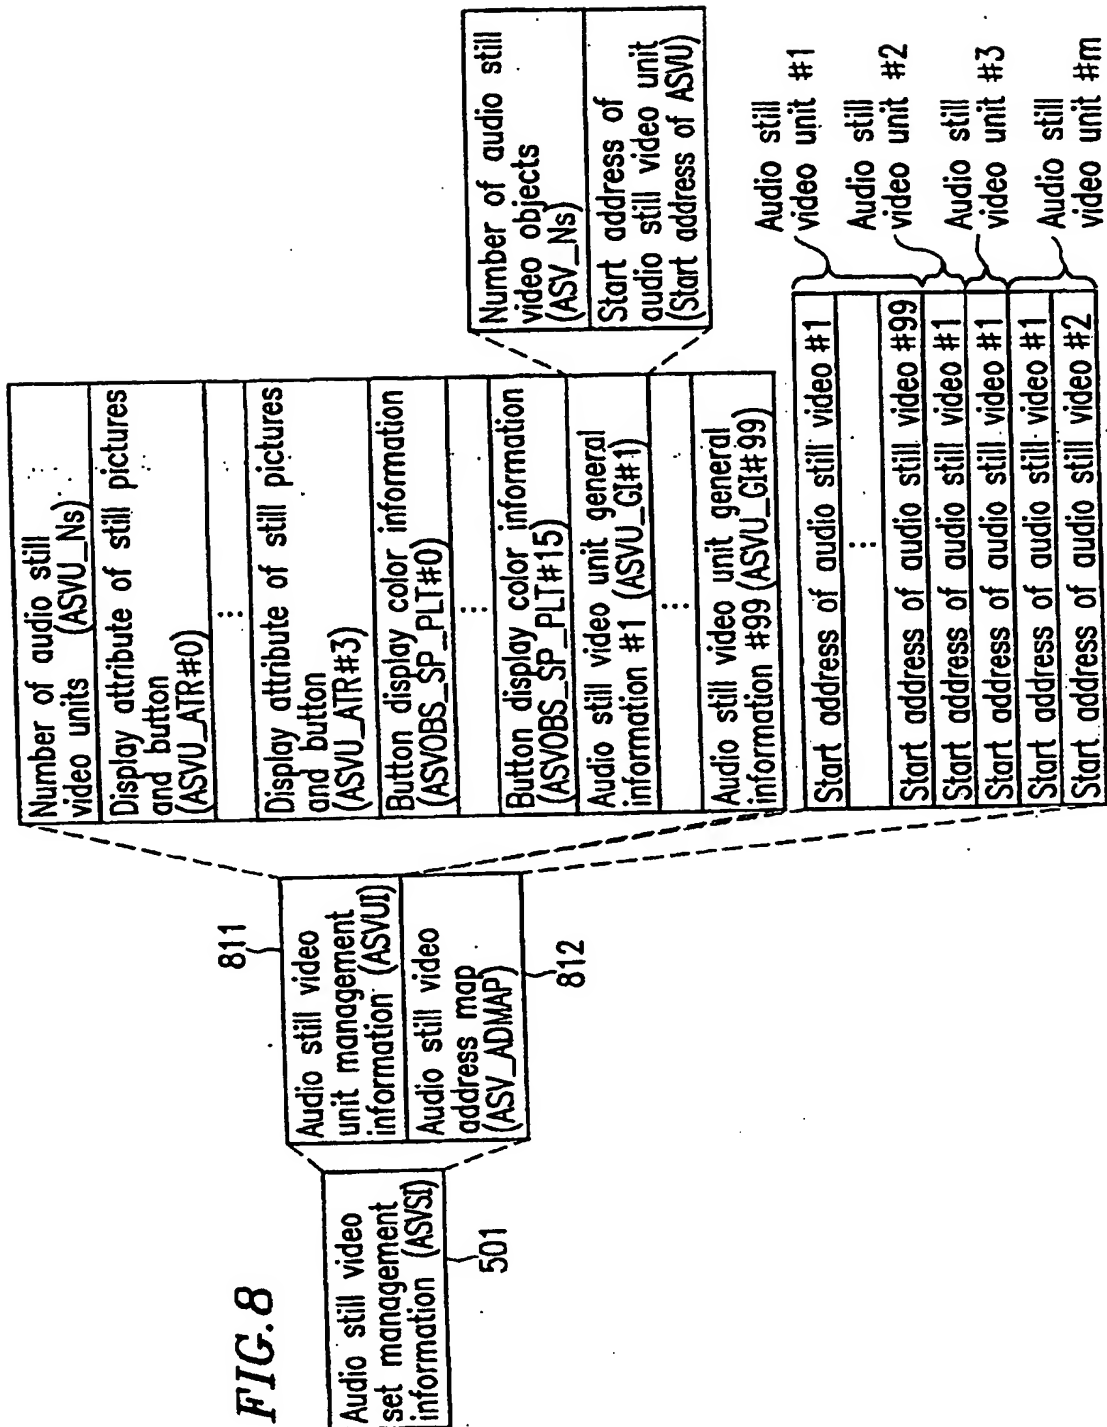 FIG. 8
Audio still video
set management
information (ASVSI)
501
811
Audio still video
unit management
information (ASVUI)
Audio still video
address map
(ASV_ADMAP)
812
Number of audio still
video units (ASVU_Ns)
Display attribute of still pictures
and button
(ASVU_ATR#0)
⋮
Display attribute of still pictures
and button
(ASVU_ATR#3)
Button display color information
(ASVOBS_SP_PLT#0)
⋮
Button display color information
(ASVOBS_SP_PLT#15)
Audio still video unit general
information #1 (ASVU_GI#1)
⋮
Audio still video unit general
information #99 (ASVU_GI#99)
Number of audio still
video objects
(ASV_Ns)
Start address of
audio still video unit
(Start address of ASVU)
Start address of audio still video #1
⋮
Start address of audio still video #99
Start address of audio still video #1
Start address of audio still video #1
Start address of audio still video #1
Start address of audio still video #2
Audio still
video unit #1
Audio still
video unit #2
Audio still
video unit #3
Audio still
video unit #m